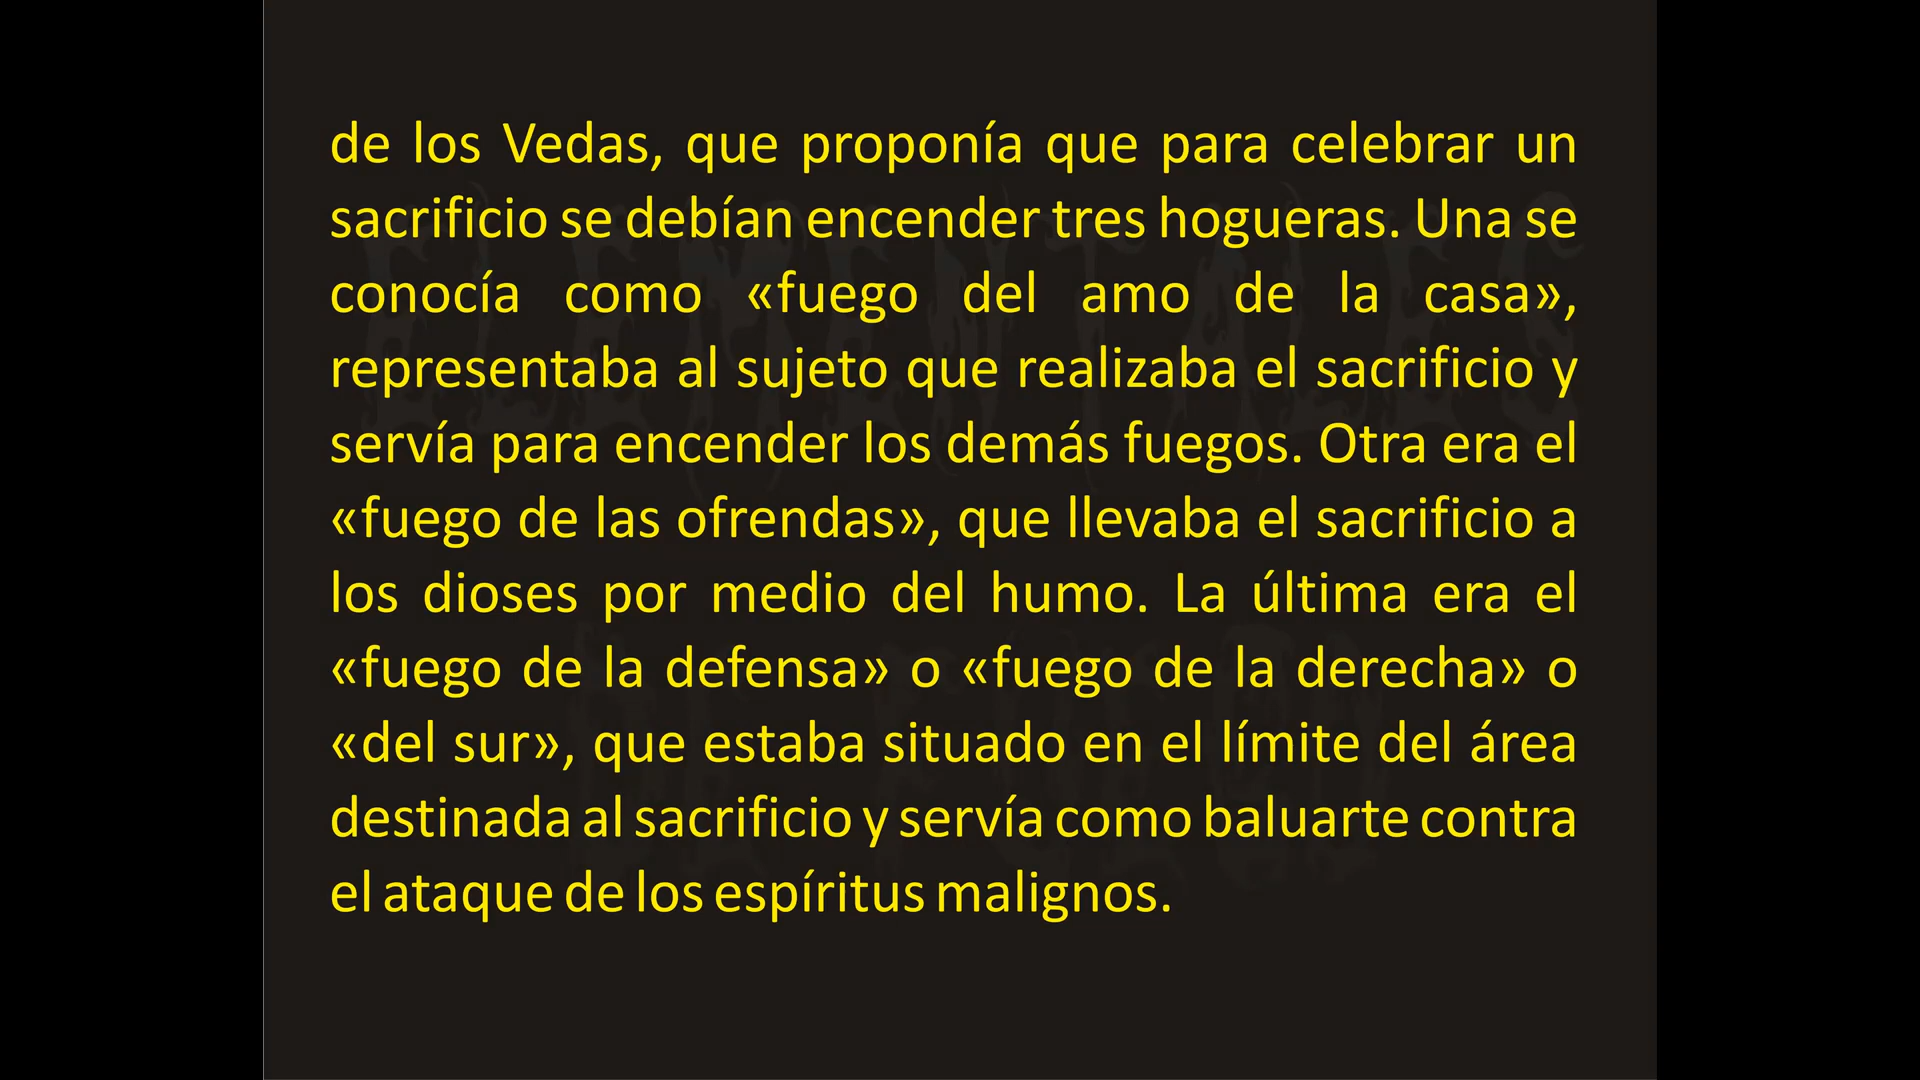 de los Vedas, que proponía que para celebrar un
sacrificio se debían encender tres hogueras. Una se
conocía como «fuego del amo de la casa»,
representaba al sujeto que realizaba el sacrificio y
servía para encender los demás fuegos. Otra era el
«fuego de las ofrendas», que llevaba el sacrificio a
los dioses por medio del humo. La última era el
«fuego de la defensa» o «fuego de la derecha» o
«del sur», que estaba situado en el límite del área
destinada al sacrificio y servía como baluarte contra
el ataque de los espíritus malignos.
ELEMENTALES
DE FUEGO